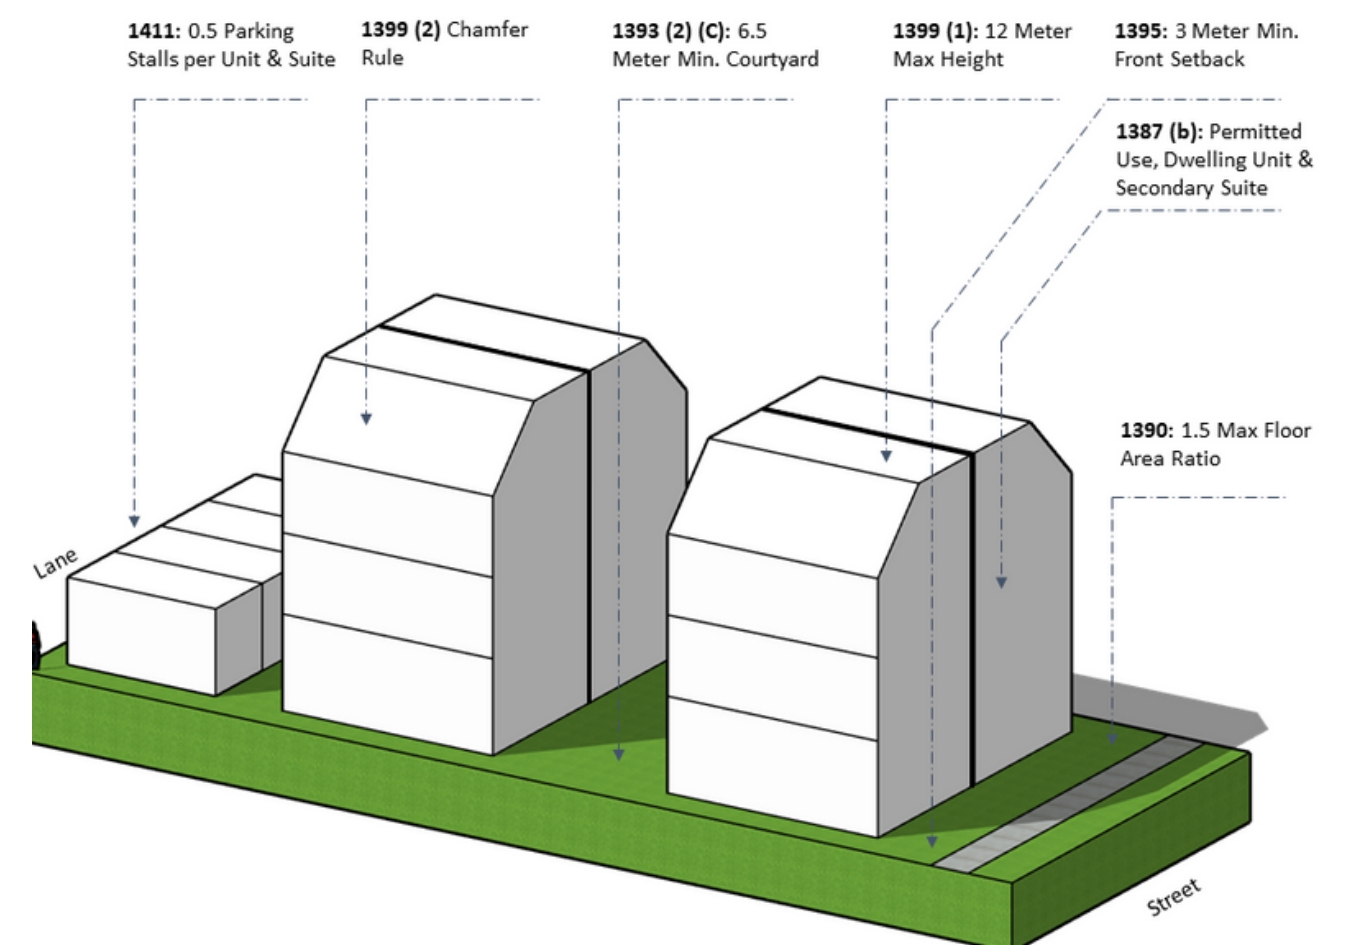 1411: 0.5 Parking
Stalls per Unit & Suite
1399 (2) Chamfer
Rule
1393 (2) (C): 6.5
Meter Min. Courtyard
1399 (1): 12 Meter
Max Height
1395: 3 Meter Min.
Front Setback
1387 (b): Permitted
Use, Dwelling Unit &
Secondary Suite
1390: 1.5 Max Floor
Area Ratio
Lane
Street